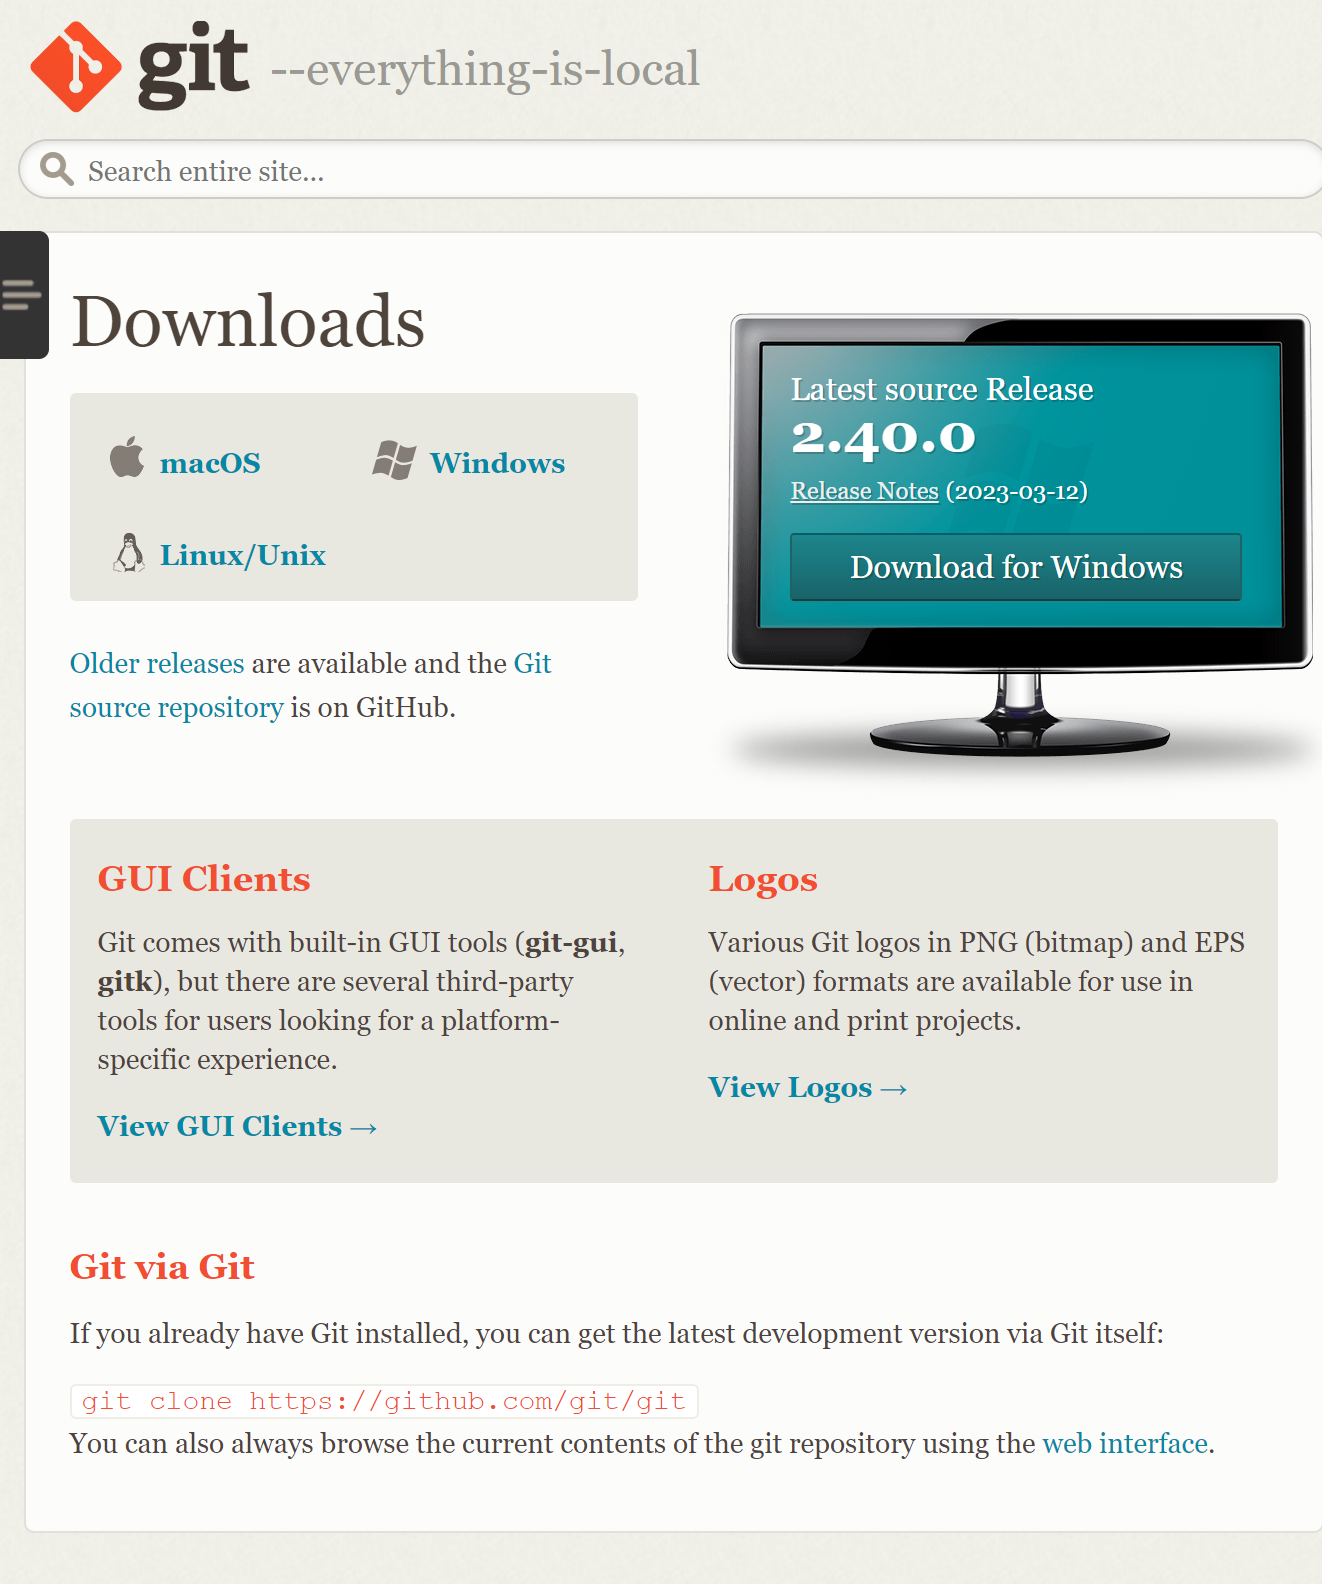 git --everything-is-local
Search entire site...
Downloads
macOS
Windows
Linux/Unix
Older releases are available and the Git
source repository is on GitHub.
Latest source Release
2.40.0
Release Notes (2023-03-12)
Download for Windows
GUI Clients
Git comes with built-in GUI tools (git-gui,
gitk), but there are several third-party
tools for users looking for a platform-
specific experience.
View GUI Clients →
Logos
Various Git logos in PNG (bitmap) and EPS
(vector) formats are available for use in
online and print projects.
View Logos →
Git via Git
If you already have Git installed, you can get the latest development version via Git itself:
git clone https://github.com/git/git
You can also always browse the current contents of the git repository using the web interface.